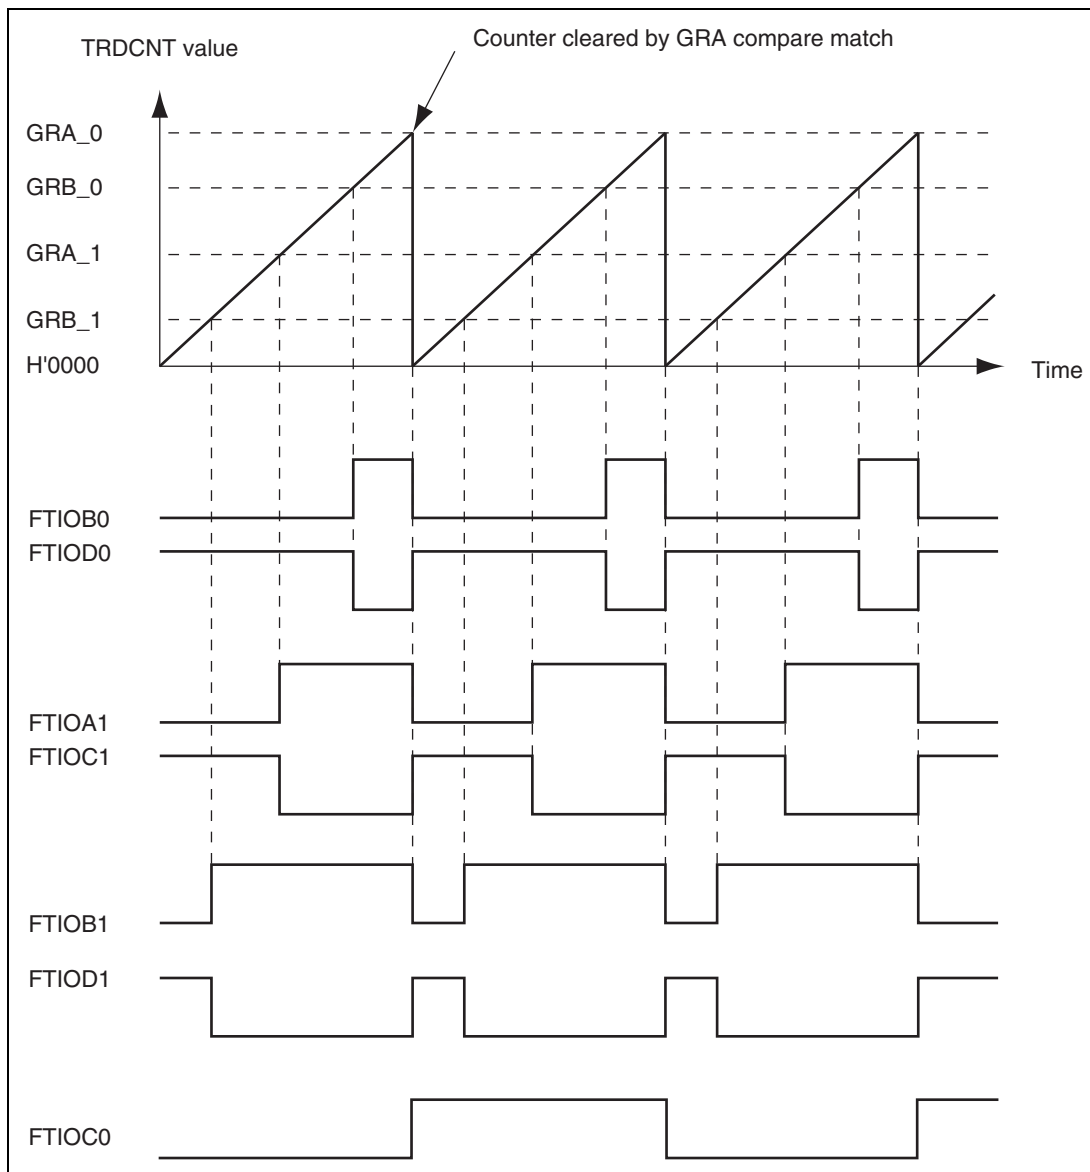 Counter cleared by GRA compare match
TRDCNT value
GRA_0
GRB_0
GRA_1
GRB_1
H'0000
Time
FTIOB0
FTIOD0
FTIOA1
FTIOC1
FTIOB1
FTIOD1
FTIOC0